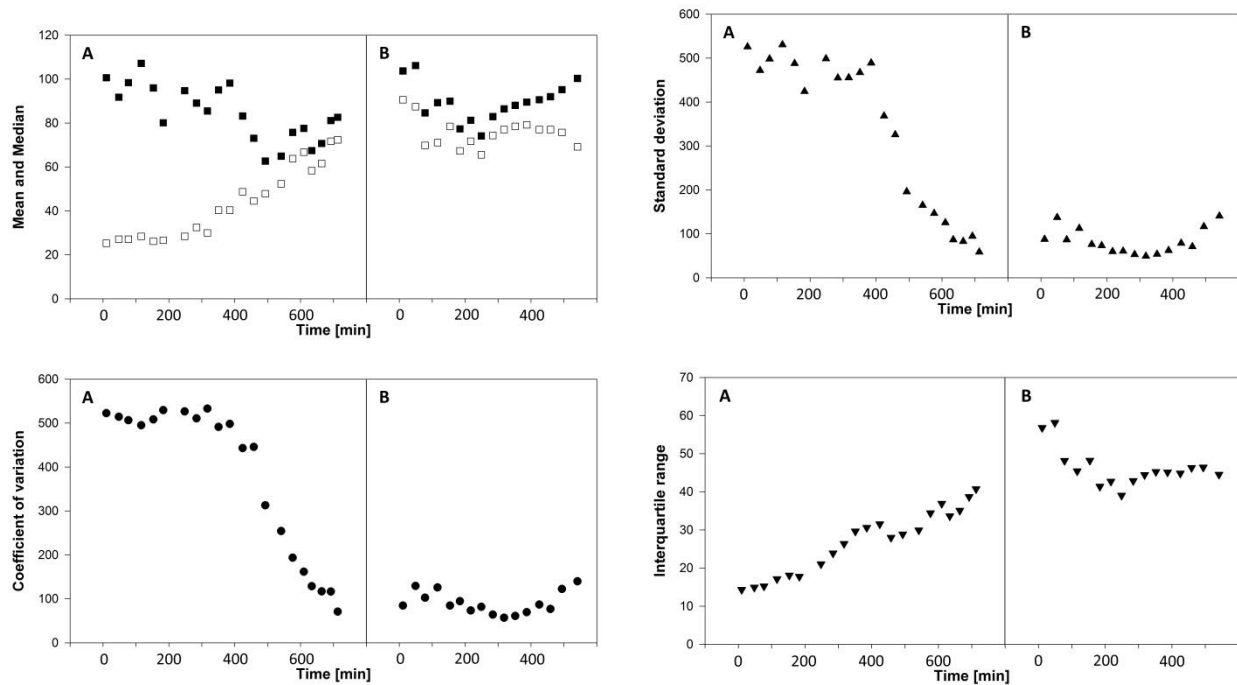 A
B
Mean and Median
120
100
80
60
40
20
0
0 200 400 600 0 200 400
Time [min]
A
B
Standard deviation
600
500
400
300
200
100
0
0 200 400 600 0 200 400
Time [min]
A
B
Coefficient of variation
600
500
400
300
200
100
0
0 200 400 600 0 200 400
Time [min]
A
B
Interquartile range
70
60
50
40
30
20
10
0
0 200 400 600 0 200 400
Time [min]